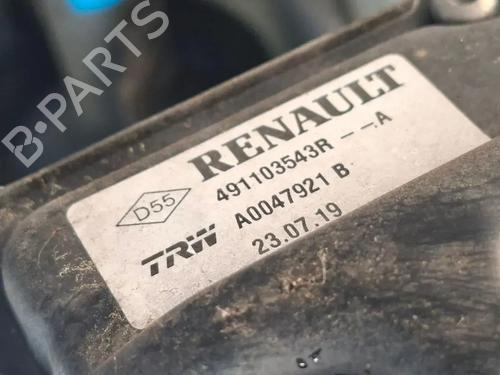 B-PARTS
RENAULT
D55 491103543R - - A
TRW A0047921 B
23.07.19